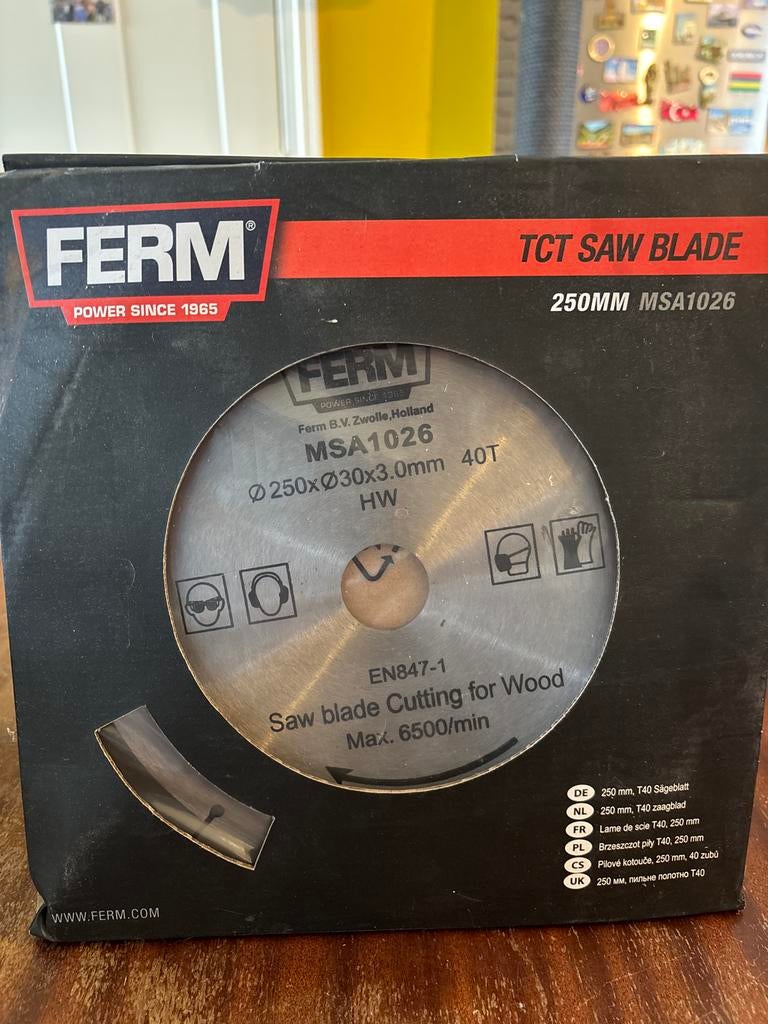 FERM®
POWER SINCE 1965
TCT SAW BLADE
250MM MSA1026
FERM
POWER SINCE 1965
Ferm B.V. Zwolle,Holland
MSA1026
Ø250xØ30x3.0mm 40T
HW
EN847-1
Saw blade Cutting for Wood
Max. 6500/min
DE 250 mm, T40 Sägeblatt
NL 250 mm, T40 zaagblad
FR Lame de scie T40, 250 mm
PL Brzeszczot piły T40, 250 mm
CS Pilové kotouče, 250 mm, 40 zubů
UK 250 мм, пильне полотно T40
WWW.FERM.COM